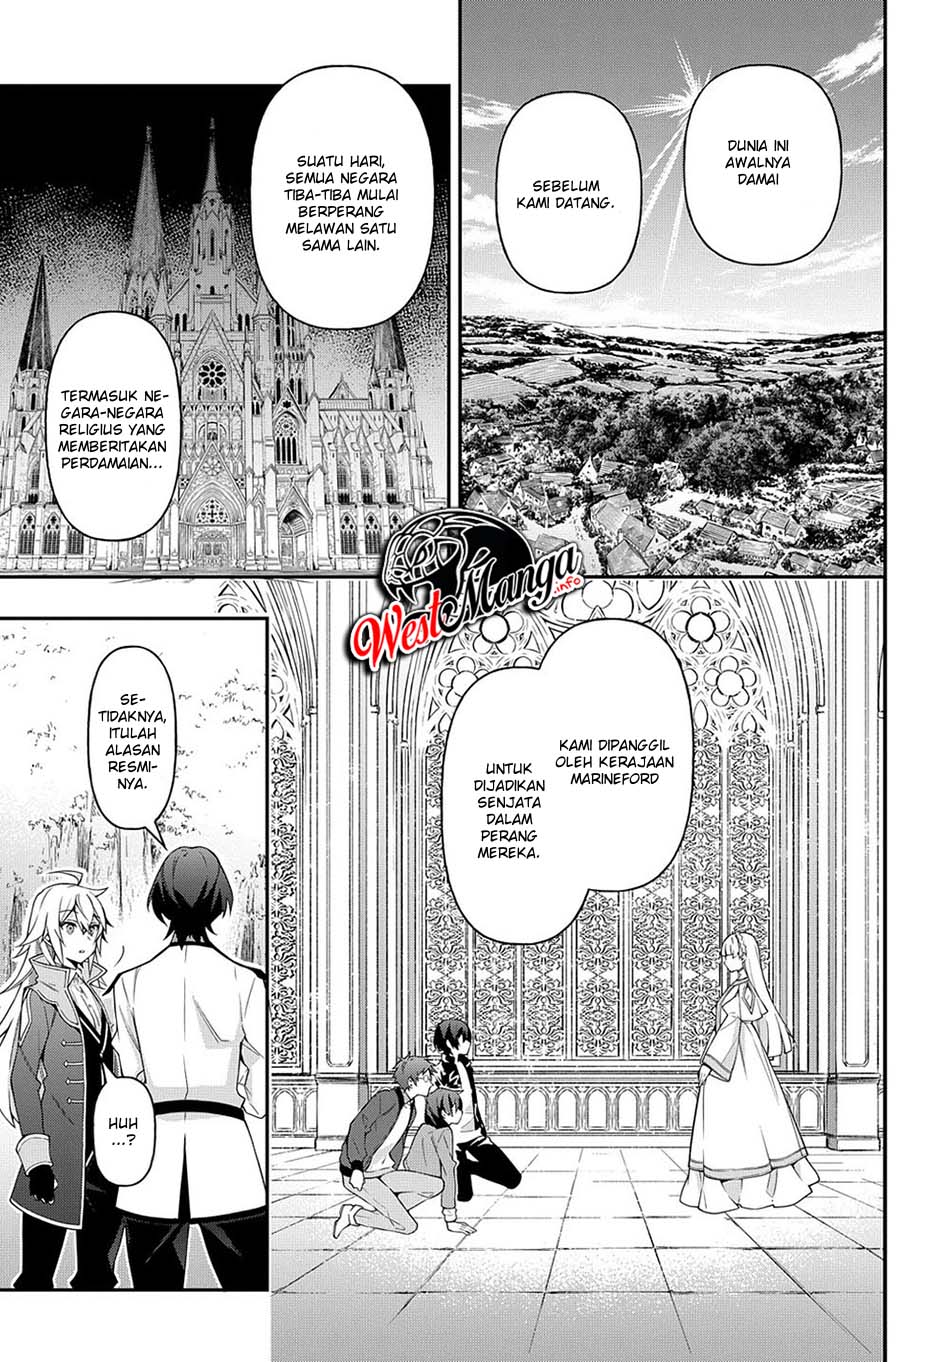 DUNIA INI
AWALNYA
DAMAI
SEBELUM
KAMI DATANG.
SUATU HARI,
SEMUA NEGARA
TIBA-TIBA MULAI
BERPERANG
MELAWAN SATU
SAMA LAIN.
TERMASUK NE-
GARA-NEGARA
RELIGIUS YANG
MEMBERITAKAN
PERDAMAIAN...
WestManga
.info
KAMI DIPANGGIL
OLEH KERAJAAN
MARINEFORD
UNTUK
DIJADIKAN
SENJATA
DALAM
PERANG
MEREKA.
SE-
TIDAKNYA,
ITULAH
ALASAN
RESMI-
NYA.
HUH
...?